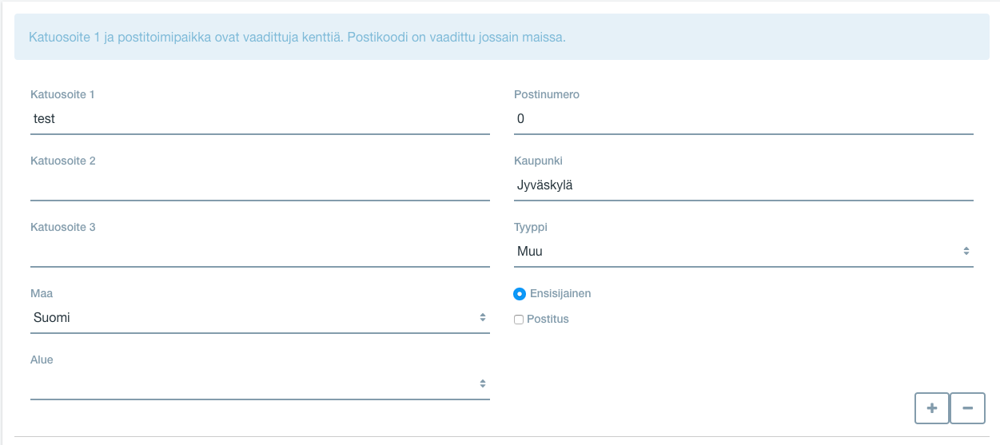 Katuosoite 1 ja postitoimipaikka ovat vaadittuja kenttiä. Postikoodi on vaadittu jossain maissa.
Katuosoite 1
test
Postinumero
0
Katuosoite 2
Kaupunki
Jyväskylä
Katuosoite 3
Tyyppi
Muu
Maa
Suomi
Ensisijainen
Postitus
Alue